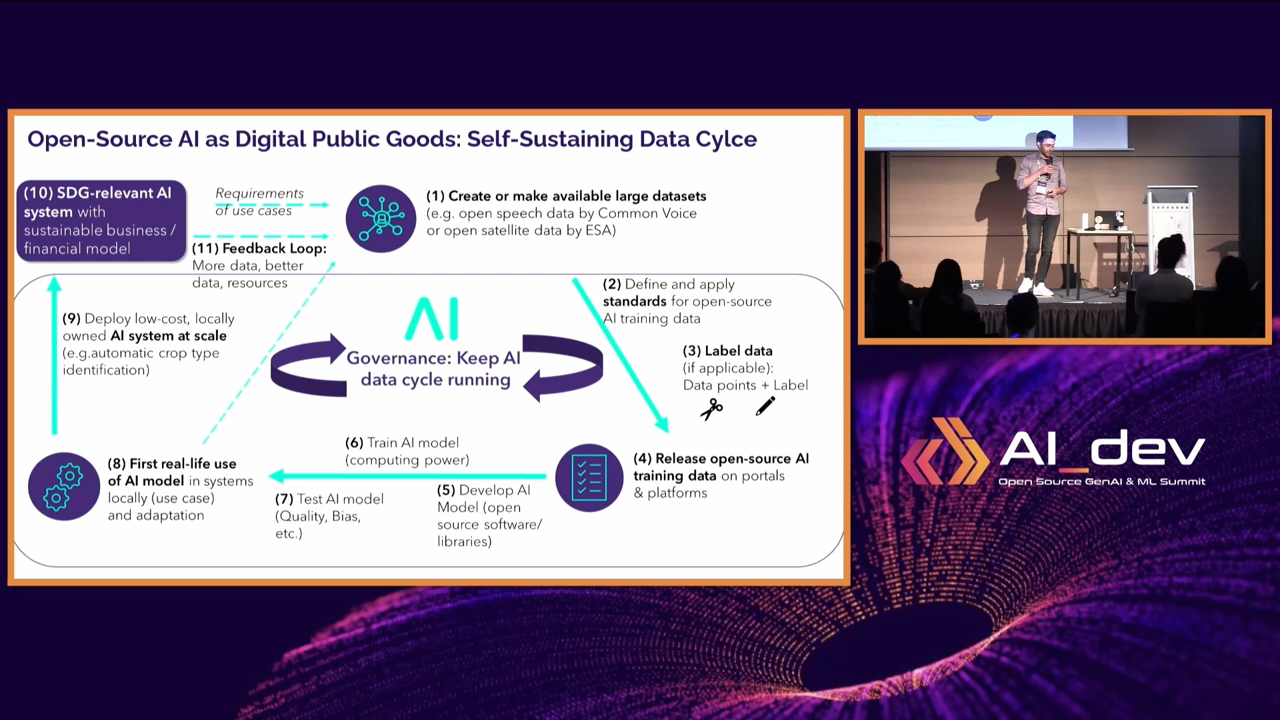 Open-Source AI as Digital Public Goods: Self-Sustaining Data Cylce
(10) SDG-relevant AI
system with
sustainable business /
financial model
Requirements
of use cases
(11) Feedback Loop:
More data, better
data, resources
(1) Create or make available large datasets
(e.g. open speech data by Common Voice
or open satellite data by ESA)
(2) Define and apply
standards for open-source
AI training data
(3) Label data
(if applicable):
Data points + Label
(9) Deploy low-cost, locally
owned AI system at scale
(e.g.automatic crop type
identification)
AI
Governance: Keep AI
data cycle running
(4) Release open-source AI
training data on portals
& platforms
(6) Train AI model
(computing power)
(5) Develop AI
Model (open
source software/
libraries)
(7) Test AI model
(Quality, Bias,
etc.)
(8) First real-life use
of AI model in systems
locally (use case)
and adaptation
AI_dev
Open Source GenAI & ML Summit